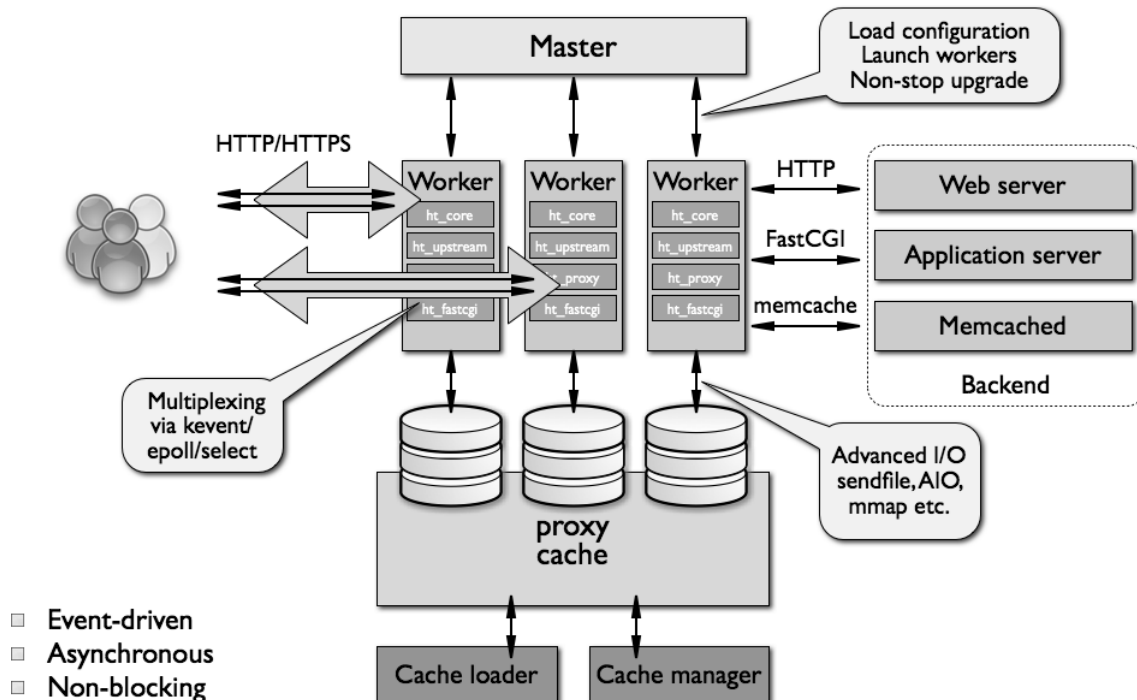 Master
Load configuration
Launch workers
Non-stop upgrade
HTTP/HTTPS
Worker
ht_core
ht_upstream
ht_fastcgi
Worker
ht_core
ht_upstream
ht_proxy
ht_fastcgi
Worker
ht_core
ht_upstream
ht_proxy
ht_fastcgi
HTTP
FastCGI
memcache
Web server
Application server
Memcached
Backend
Multiplexing
via kevent/
epoll/select
Advanced I/O
sendfile, AIO,
mmap etc.
proxy
cache
Cache loader
Cache manager
Event-driven
Asynchronous
Non-blocking